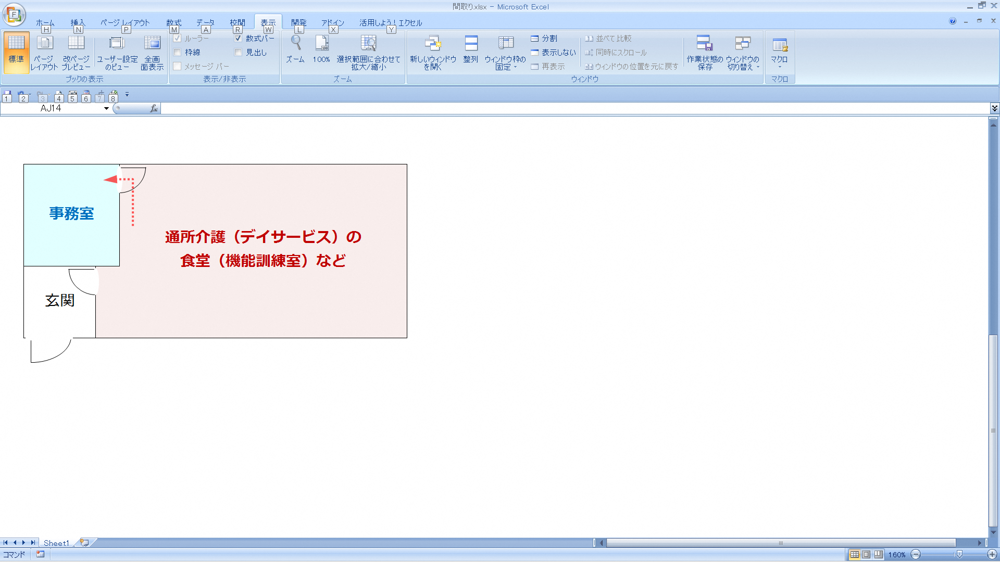 間取り.xlsx - Microsoft Excel
F
ホーム 挿入 ページ レイアウト 数式 データ 校閲 表示 開発 アドイン 活用しよう！エクセル
H N P M A R W L X Y
標準
ページ レイアウト
改ページ プレビュー
ユーザー設定 のビュー
全画 面表示
ブックの表示
ルーラー
数式バー
枠線
見出し
メッセージ バー
表示/非表示
ズーム
100
100%
選択範囲に合わせて 拡大/縮小
ズーム
新しいウィンドウ を開く
整列
ウィンドウ枠の 固定
分割
表示しない
再表示
並べて比較
同時にスクロール
ウィンドウの位置を元に戻す
作業状態の 保存
ウィンドウの 切り替え
ウィンドウ
マクロ
マクロ
1 2 3 4 5 6 7 8
AJ14
fx
事務室
通所介護（デイサービス）の
食堂（機能訓練室）など
玄関
Sheet1
コマンド
160%